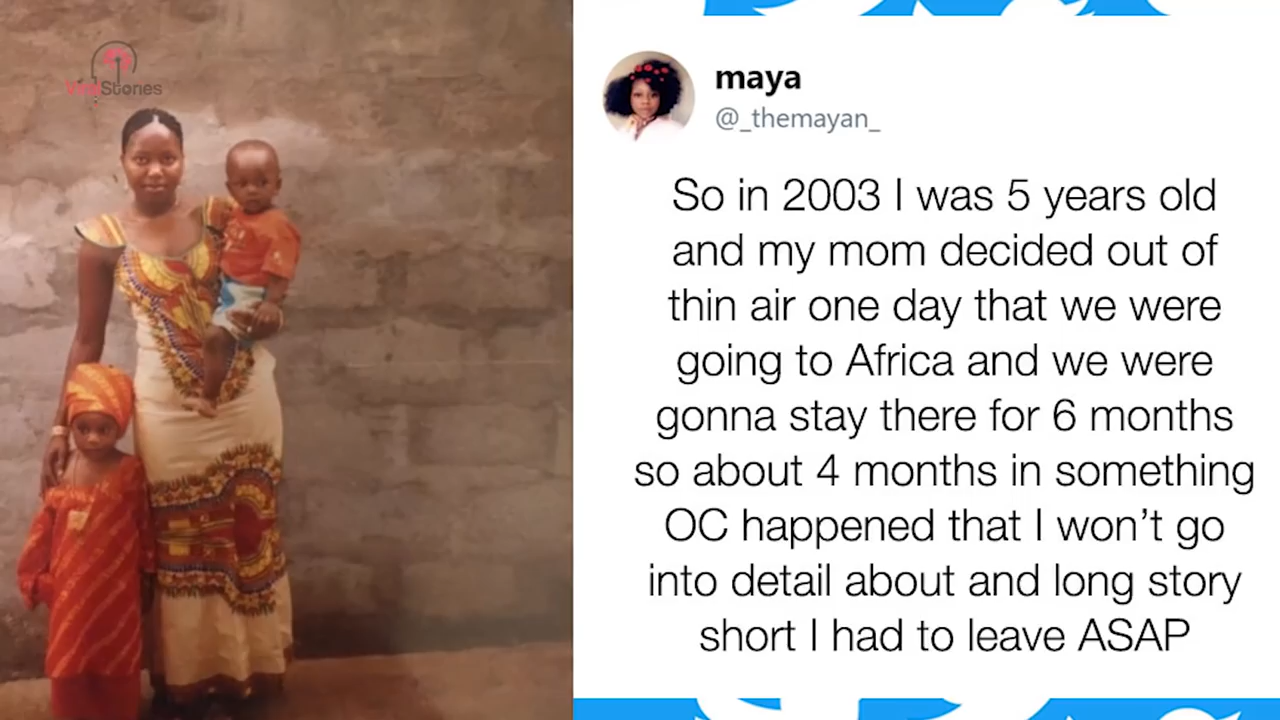 ViralStories
maya
@_themayan_
So in 2003 I was 5 years old
and my mom decided out of
thin air one day that we were
going to Africa and we were
gonna stay there for 6 months
so about 4 months in something
OC happened that I won't go
into detail about and long story
short I had to leave ASAP